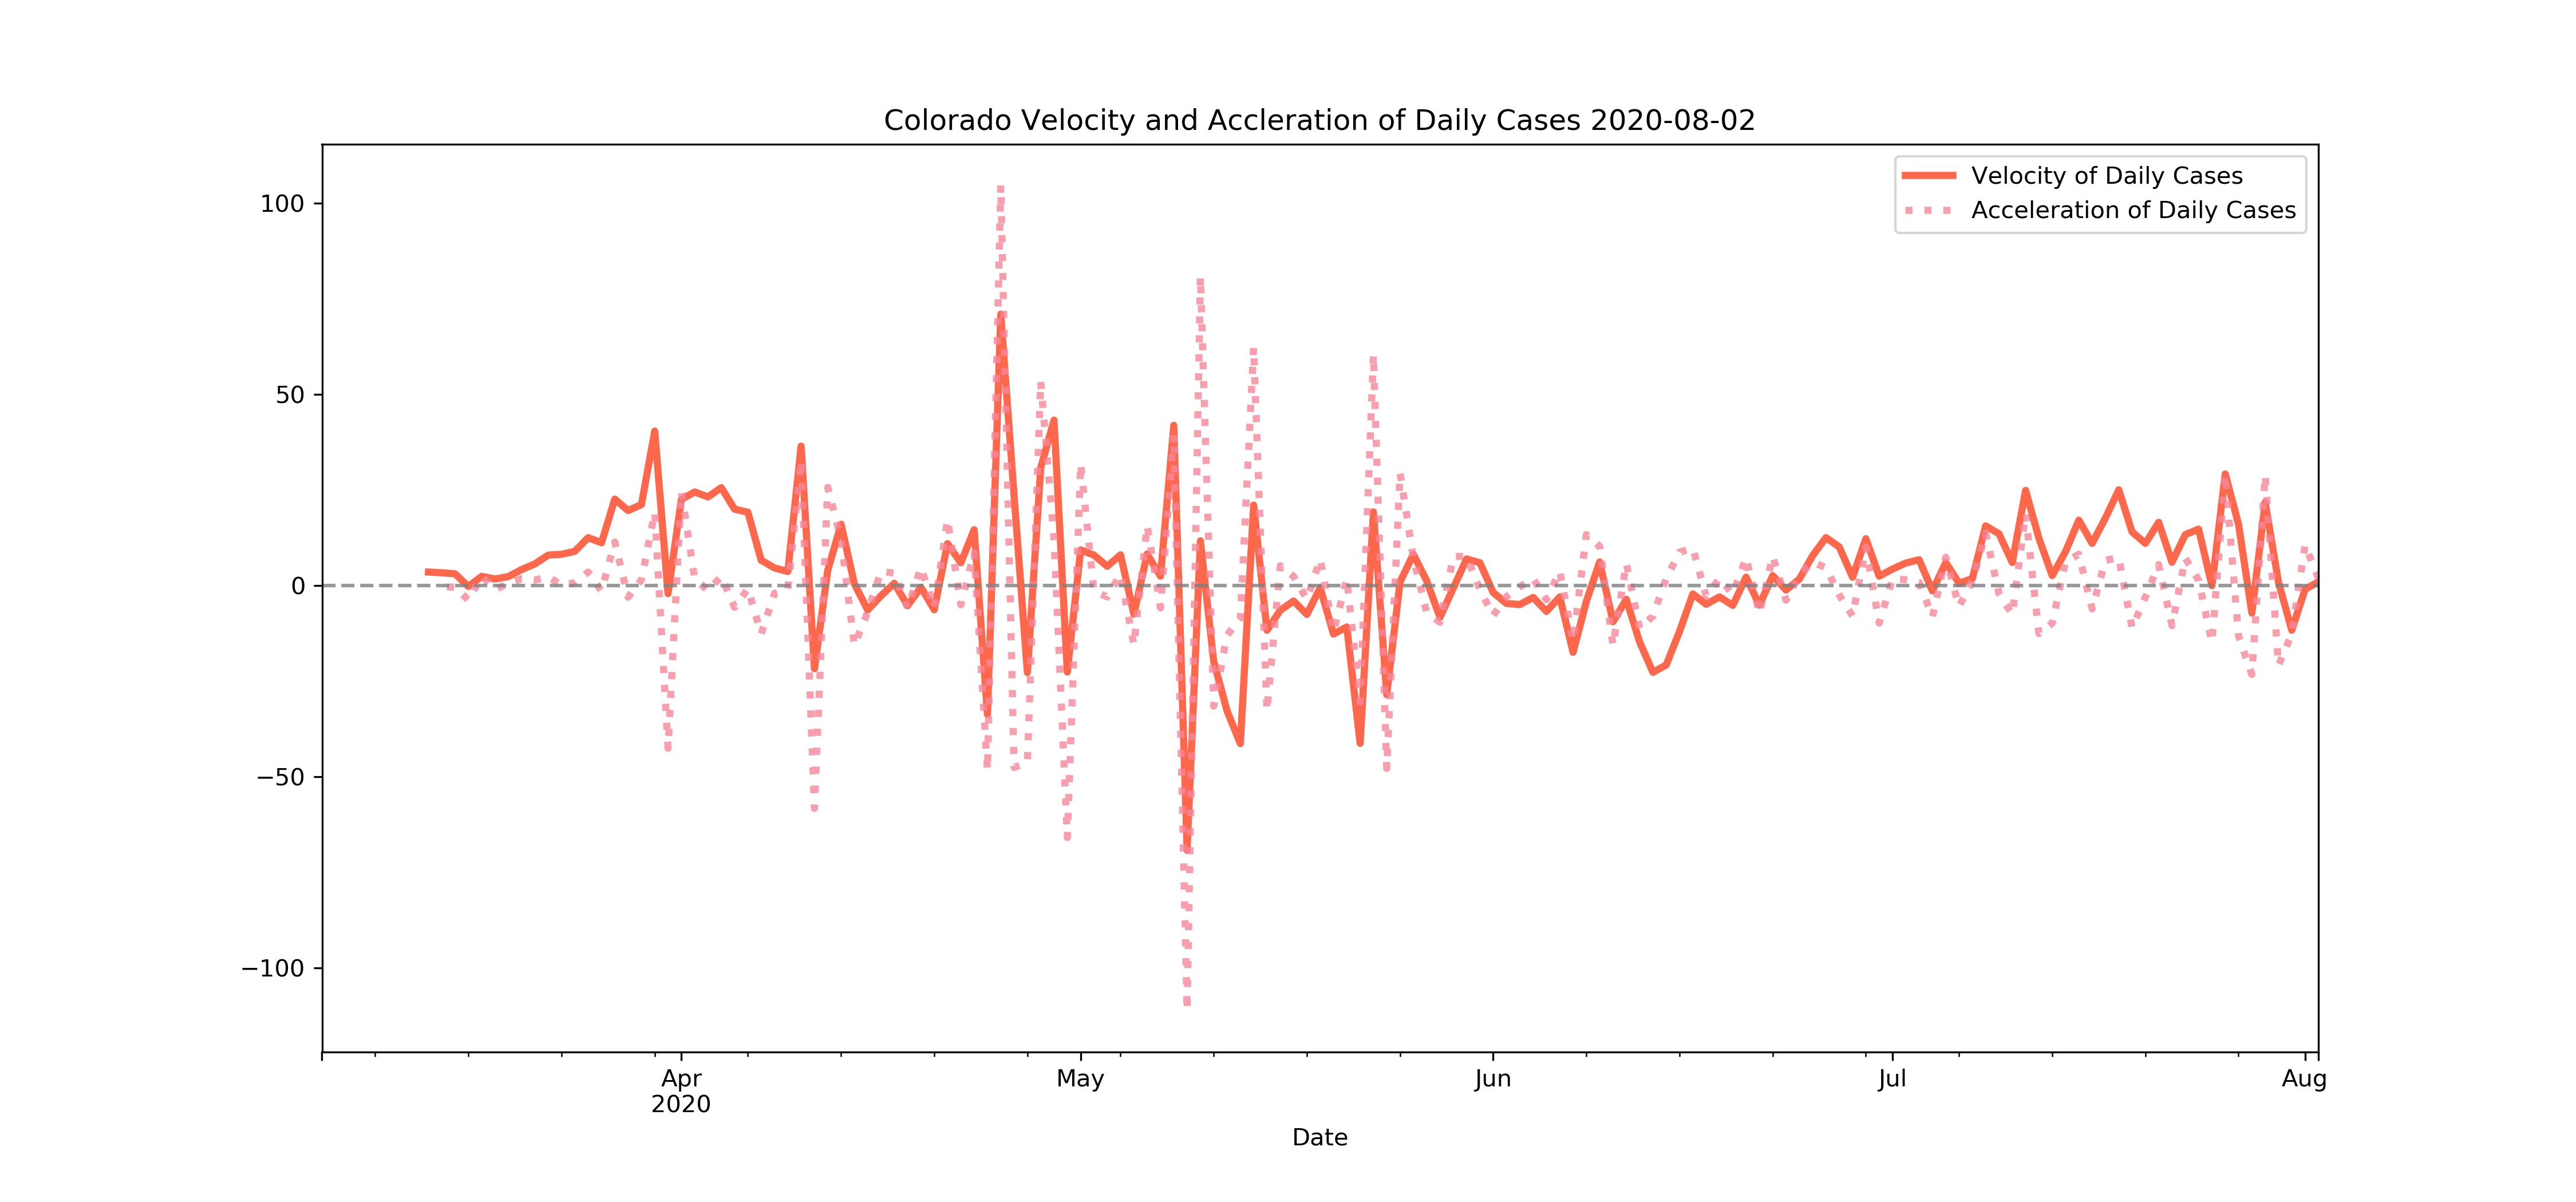 Colorado Velocity and Accleration of Daily Cases 2020-08-02
Velocity of Daily Cases
Acceleration of Daily Cases
100
50
0
−50
−100
Apr
2020
May
Jun
Jul
Aug
Date